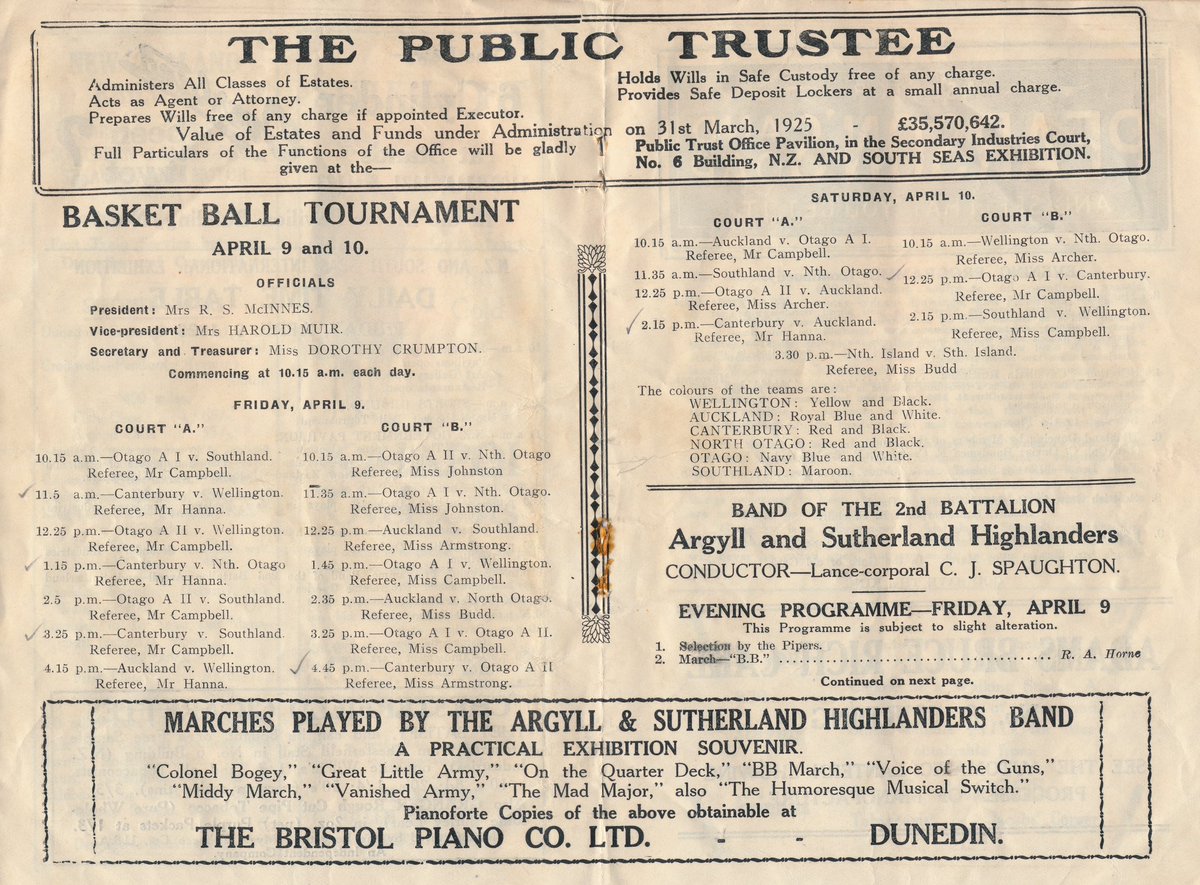 THE PUBLIC TRUSTEE
Administers All Classes of Estates.
Acts as Agent or Attorney.
Prepares Wills free of any charge if appointed Executor.
Holds Wills in Safe Custody free of any charge.
Provides Safe Deposit Lockers at a small annual charge.
Value of Estates and Funds under Administration on 31st March, 1925 - £35,570,642.
Full Particulars of the Functions of the Office will be gladly given at the—
Public Trust Office Pavilion, in the Secondary Industries Court,
No. 6 Building, N.Z. AND SOUTH SEAS EXHIBITION.
BASKET BALL TOURNAMENT
APRIL 9 and 10.
OFFICIALS
President: Mrs R. S. McINNES.
Vice-president: Mrs HAROLD MUIR.
Secretary and Treasurer: Miss DOROTHY CRUMPTON.
Commencing at 10.15 a.m. each day.
FRIDAY, APRIL 9.
COURT "A."
10.15 a.m.—Otago A I v. Southland.
Referee, Mr Campbell.
11.5 a.m.—Canterbury v. Wellington.
Referee, Mr Hanna.
12.25 p.m.—Otago A II v. Wellington.
Referee, Mr Campbell.
1.15 p.m.—Canterbury v. Nth. Otago
Referee, Mr Hanna.
2.5 p.m.—Otago A II v. Southland.
Referee, Mr Campbell.
3.25 p.m.—Canterbury v. Southland.
Referee, Mr Campbell.
4.15 p.m.—Auckland v. Wellington.
Referee, Mr Hanna.
COURT "B."
10.15 a.m.—Otago A II v. Nth. Otago
Referee, Miss Johnston
11.35 a.m.—Otago A I v. Nth. Otago.
Referee, Miss Johnston.
12.25 p.m.—Auckland v. Southland.
Referee, Miss Armstrong.
1.45 p.m.—Otago A I v. Wellington.
Referee, Miss Campbell.
2.35 p.m.—Auckland v. North Otago.
Referee, Miss Budd.
3.25 p.m.—Otago A I v. Otago A II.
Referee, Miss Campbell.
4.45 p.m.—Canterbury v. Otago A II
Referee, Miss Armstrong.
SATURDAY, APRIL 10.
COURT "A."
10.15 a.m.—Auckland v. Otago A I.
Referee, Mr Campbell.
11.35 a.m.—Southland v. Nth. Otago.
12.25 p.m.—Otago A II v. Auckland.
Referee, Miss Archer.
2.15 p.m.—Canterbury v. Auckland.
Referee, Mr Hanna.
COURT "B."
10.15 a.m.—Wellington v. Nth. Otago.
Referee, Miss Archer.
12.25 p.m.—Otago A I v. Canterbury.
Referee, Mr Campbell.
2.15 p.m.—Southland v. Wellington.
Referee, Miss Campbell.
3.30 p.m.—Nth. Island v. Sth. Island.
Referee, Miss Budd
The colours of the teams are:
WELLINGTON: Yellow and Black.
AUCKLAND: Royal Blue and White.
CANTERBURY: Red and Black.
NORTH OTAGO: Red and Black.
OTAGO: Navy Blue and White.
SOUTHLAND: Maroon.
BAND OF THE 2nd BATTALION
Argyll and Sutherland Highlanders
CONDUCTOR—Lance-corporal C. J. SPAUGHTON.
EVENING PROGRAMME—FRIDAY, APRIL 9
This Programme is subject to slight alteration.
1. Selection by the Pipers.
2. March—"B.B." ........ R. A. Horne
Continued on next page.
MARCHES PLAYED BY THE ARGYLL & SUTHERLAND HIGHLANDERS BAND
A PRACTICAL EXHIBITION SOUVENIR.
"Colonel Bogey," "Great Little Army," "On the Quarter Deck," "BB March," "Voice of the Guns,"
"Middy March," "Vanished Army," "The Mad Major," also "The Humoresque Musical Switch."
Pianoforte Copies of the above obtainable at
THE BRISTOL PIANO CO. LTD. - - DUNEDIN.